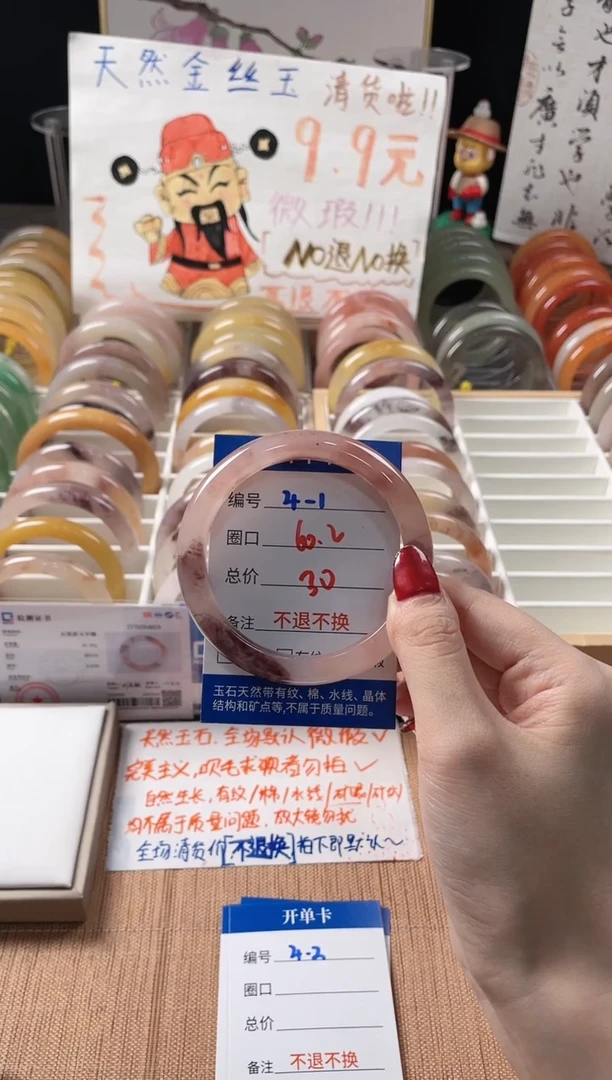 天然金丝玉 清货啦!!
9.9元
微瑕!!!
NO退NO换
编号 4-1
圈口 60.2
总价 30
备注 不退不换
玉石天然带有纹、棉、水线、晶体
结构和矿点等,不属于质量问题。
检测证书
天然玉石,全场默认微瑕✓
完美主义,吹毛求疵者勿拍✓
自然生长,有纹/棉/水线/
均不属于质量问题,放大镜勿扰
全场清货价[不退换]拍下即默认~
开单卡
编号 4-2
圈口
总价
备注 不退不换